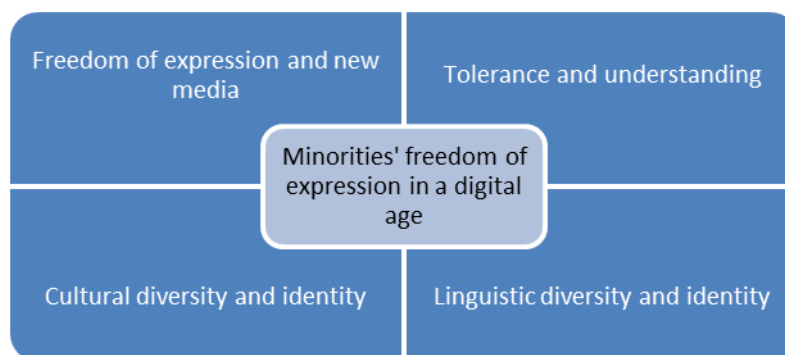 Freedom of expression and new
media
Tolerance and understanding
Minorities' freedom of
expression in a digital
age
Cultural diversity and identity
Linguistic diversity and identity